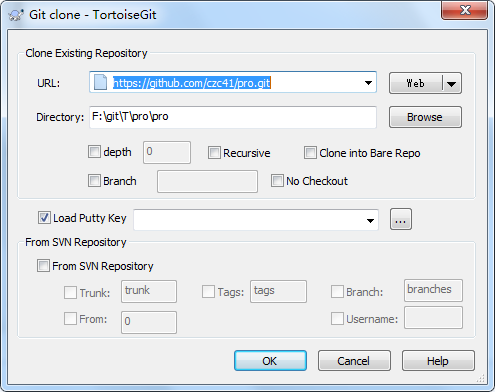 Git clone - TortoiseGit
Clone Existing Repository
URL: https://github.com/czc41/pro.git Web
Directory: F:\git\T\pro\pro Browse
depth 0 Recursive Clone into Bare Repo
Branch No Checkout
Load Putty Key ...
From SVN Repository
From SVN Repository
Trunk: trunk Tags: tags Branch: branches
From: 0 Username:
OK Cancel Help